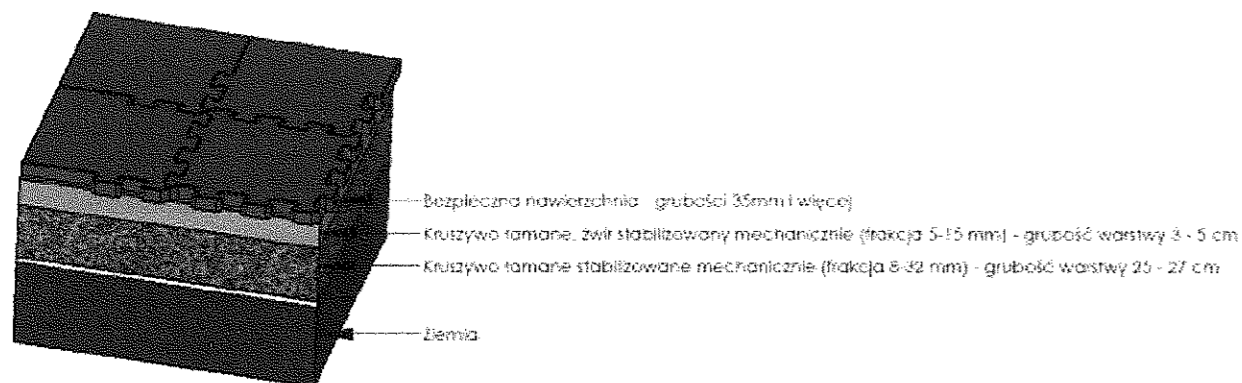 Bezpieczna nawierzchnia - grubości 35mm i więcej
Kruszywo łamane, żwir stabilizowany mechanicznie (frakcja 5-15 mm) - grubość warstwy 3 - 5 cm
Kruszywo łamane stabilizowane mechanicznie (frakcja 8-32 mm) - grubość warstwy 25 - 27 cm
Ziemia